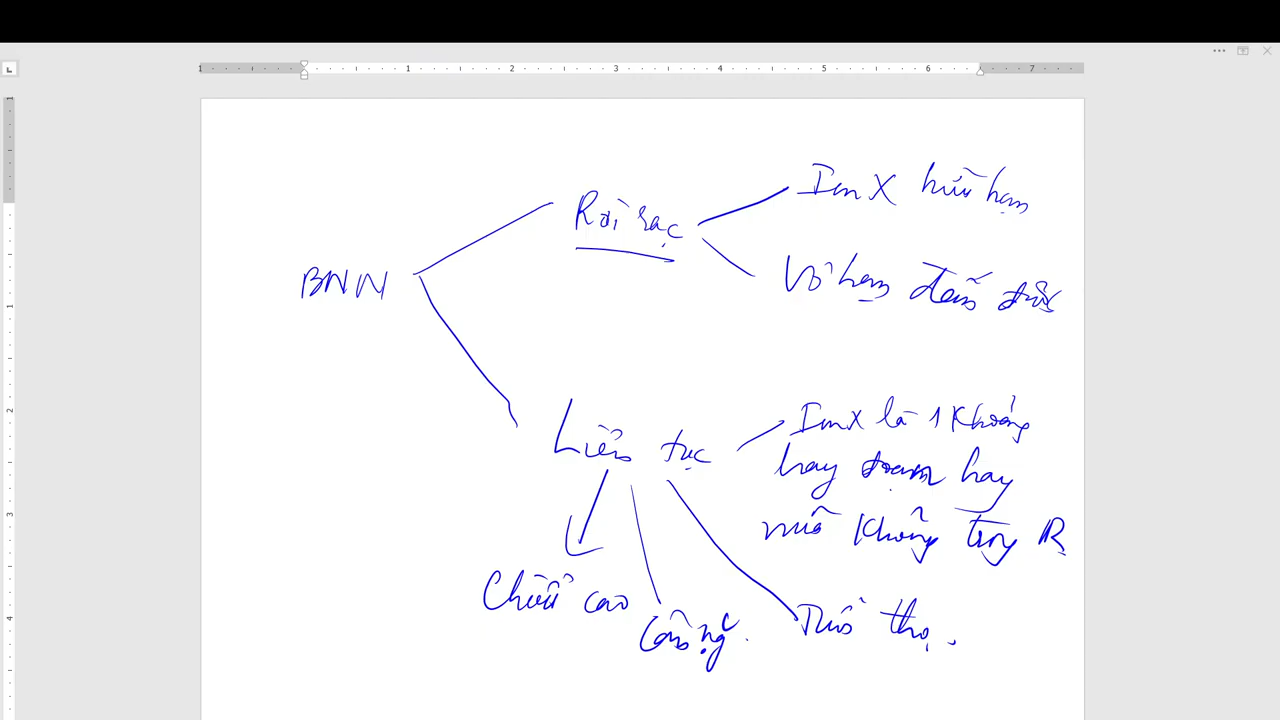 ImX hữu hạn
Rời rạc
BNN
Vô hạn đếm được
ImX là 1 khoảng
Liên tục
hay đoạn hay
nửa khoảng trong R
Chiều cao
Cân nặng
Tuổi thọ